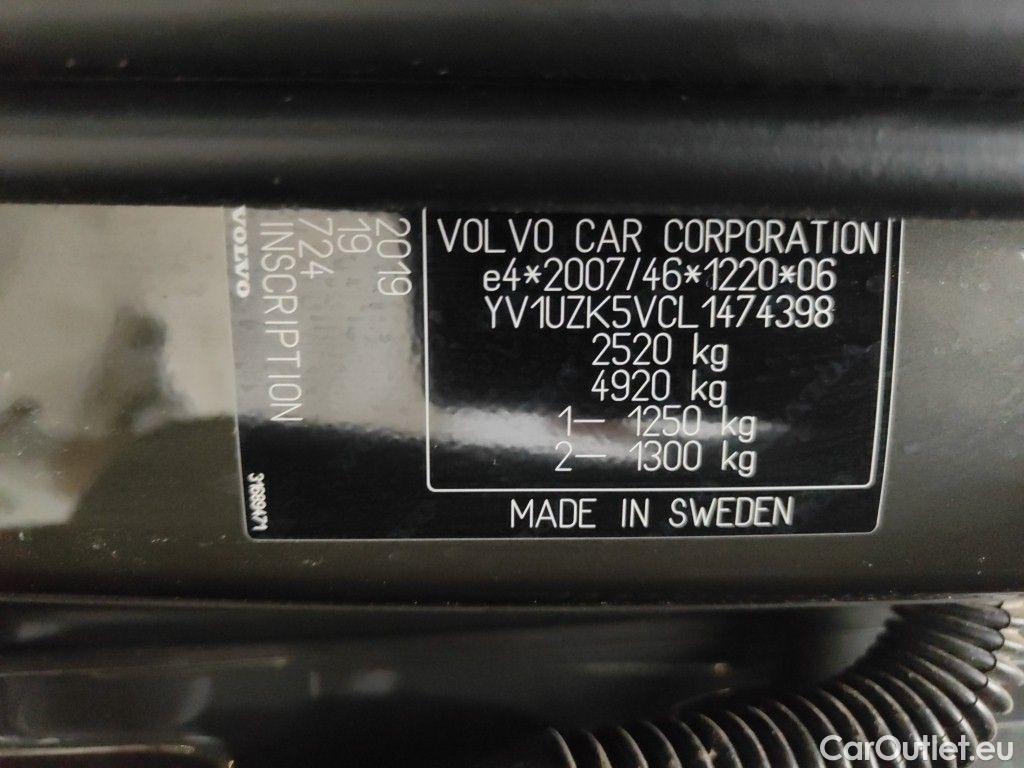 VOLVO
INSCRIPTION
724
19
2019
31689471
VOLVO CAR CORPORATION
e4*2007/46*1220*06
YV1UZK5VCL1474398
2520 kg
4920 kg
1– 1250 kg
2– 1300 kg
MADE IN SWEDEN
CarOutlet.eu